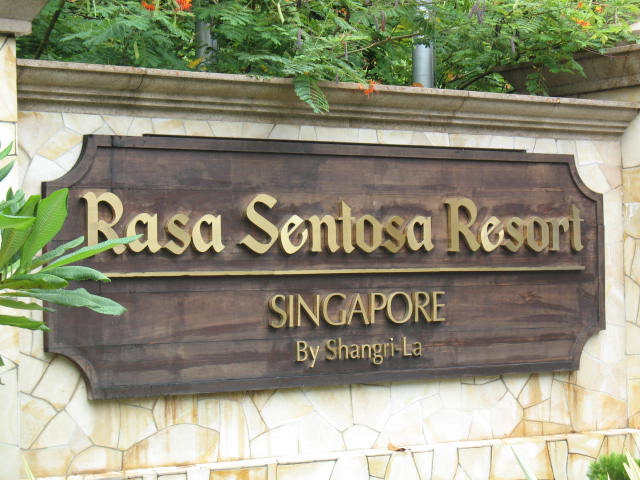 Rasa Sentosa Resort
SINGAPORE
By Shangri-La